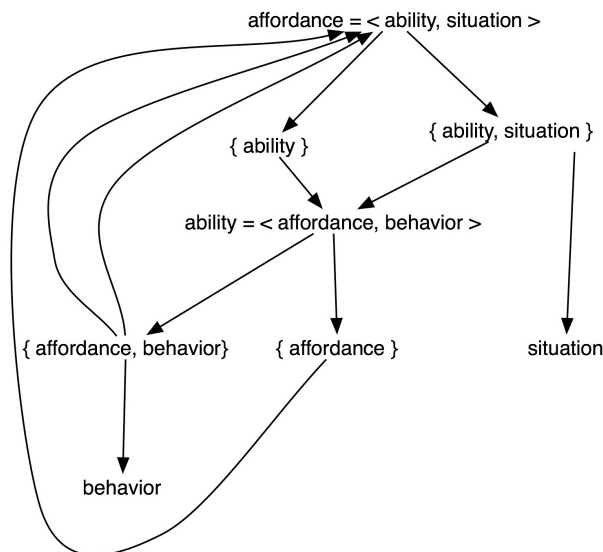 affordance = < ability, situation >
{ ability }
{ ability, situation }
ability = < affordance, behavior >
{ affordance, behavior}
{ affordance }
situation
behavior